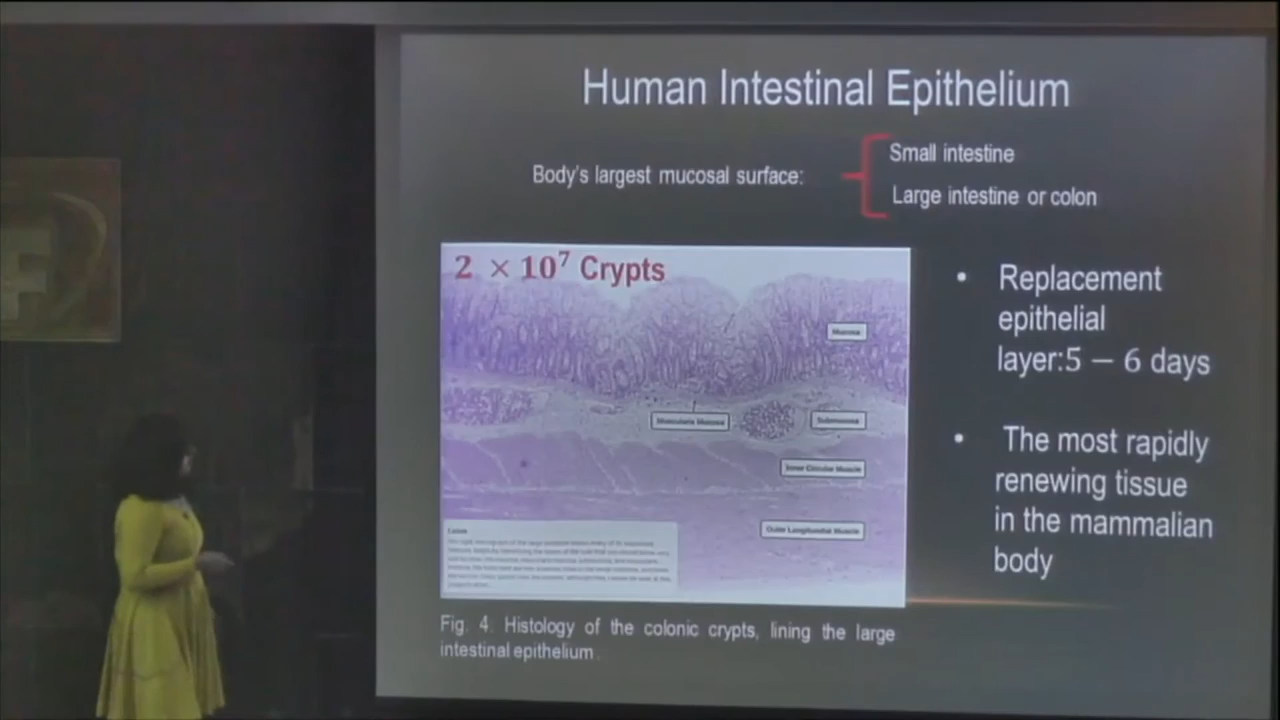 Human Intestinal Epithelium
Body's largest mucosal surface:
Small intestine
Large intestine or colon
2 × 10⁷ Crypts
Mucosa
Muscularis Mucosa
Submucosa
Inner Circular Muscle
Outer Longitudinal Muscle
Colon
Fig. 4. Histology of the colonic crypts, lining the large
intestinal epithelium.
• Replacement
epithelial
layer:5 − 6 days
• The most rapidly
renewing tissue
in the mammalian
body